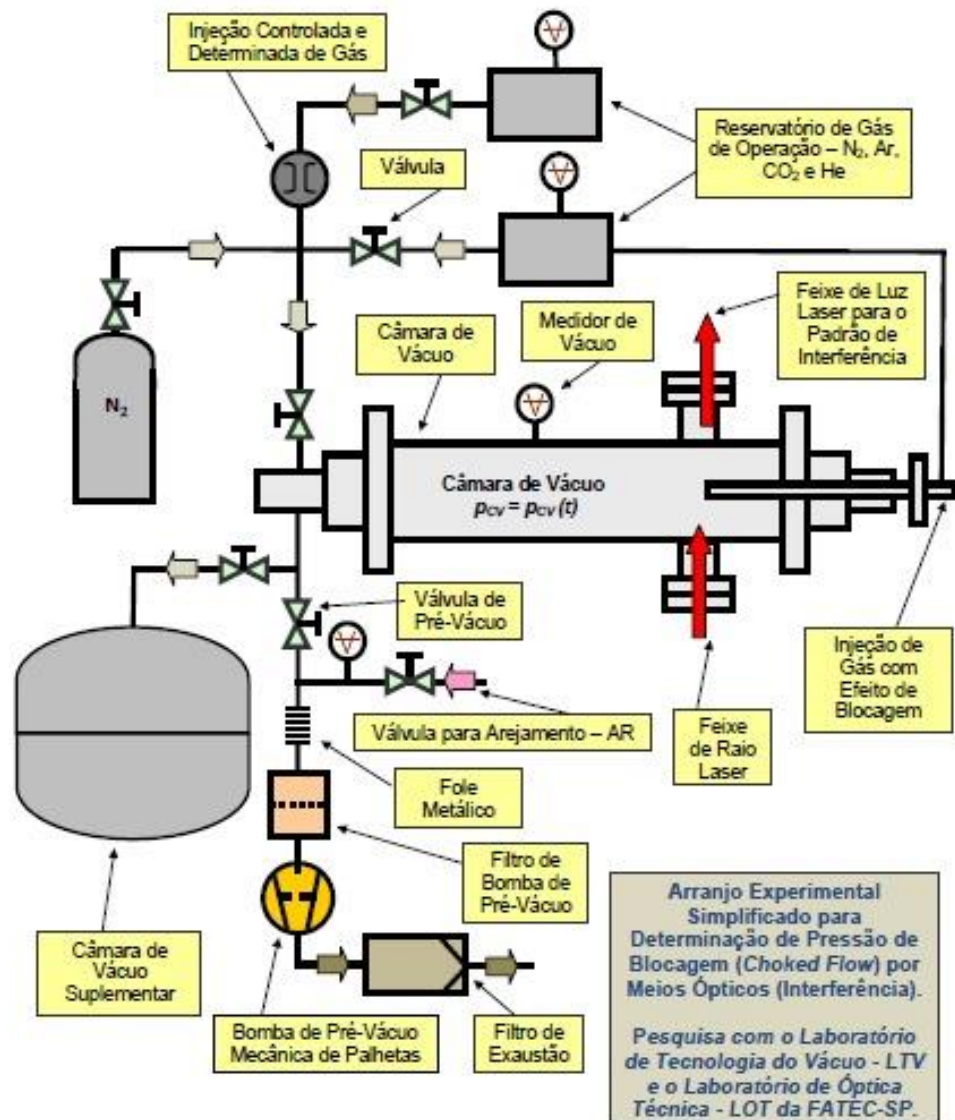 Injeção Controlada e
Determinada de Gás
Reservatório de Gás
de Operação – N₂, Ar,
CO₂ e He
Válvula
Feixe de Luz
Laser para o
Padrão de
Interferência
Câmara de
Vácuo
Medidor de
Vácuo
N₂
Câmara de Vácuo
pCV = pCV (t)
Válvula de
Pré-Vácuo
Injeção de
Gás com
Efeito de
Blocagem
Válvula para Arejamento – AR
Feixe
de Raio
Laser
Fole
Metálico
Filtro de
Bomba de
Pré-Vácuo
Câmara de
Vácuo
Suplementar
Bomba de Pré-Vácuo
Mecânica de Palhetas
Filtro de
Exaustão
Arranjo Experimental
Simplificado para
Determinação de Pressão de
Blocagem (Choked Flow) por
Meios Ópticos (Interferência).
Pesquisa com o Laboratório
de Tecnologia do Vácuo - LTV
e o Laboratório de Óptica
Técnica - LOT da FATEC-SP.